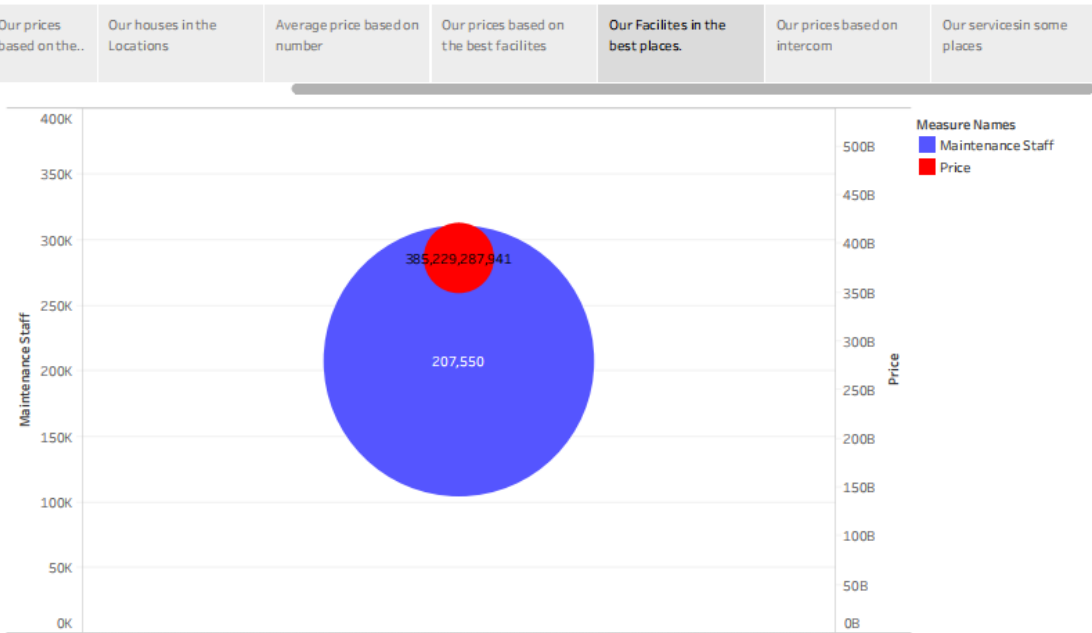 Our prices
based on the..
Our houses in the
Locations
Average price based on
number
Our prices based on
the best facilites
Our Facilites in the
best places.
Our prices based on
intercom
Our servicesin some
places
400K
350K
300K
250K
200K
150K
100K
50K
0K
Maintenance Staff
385,229,287,941
207,550
500B
450B
400B
350B
300B
250B
200B
150B
100B
50B
0B
Price
Measure Names
Maintenance Staff
Price